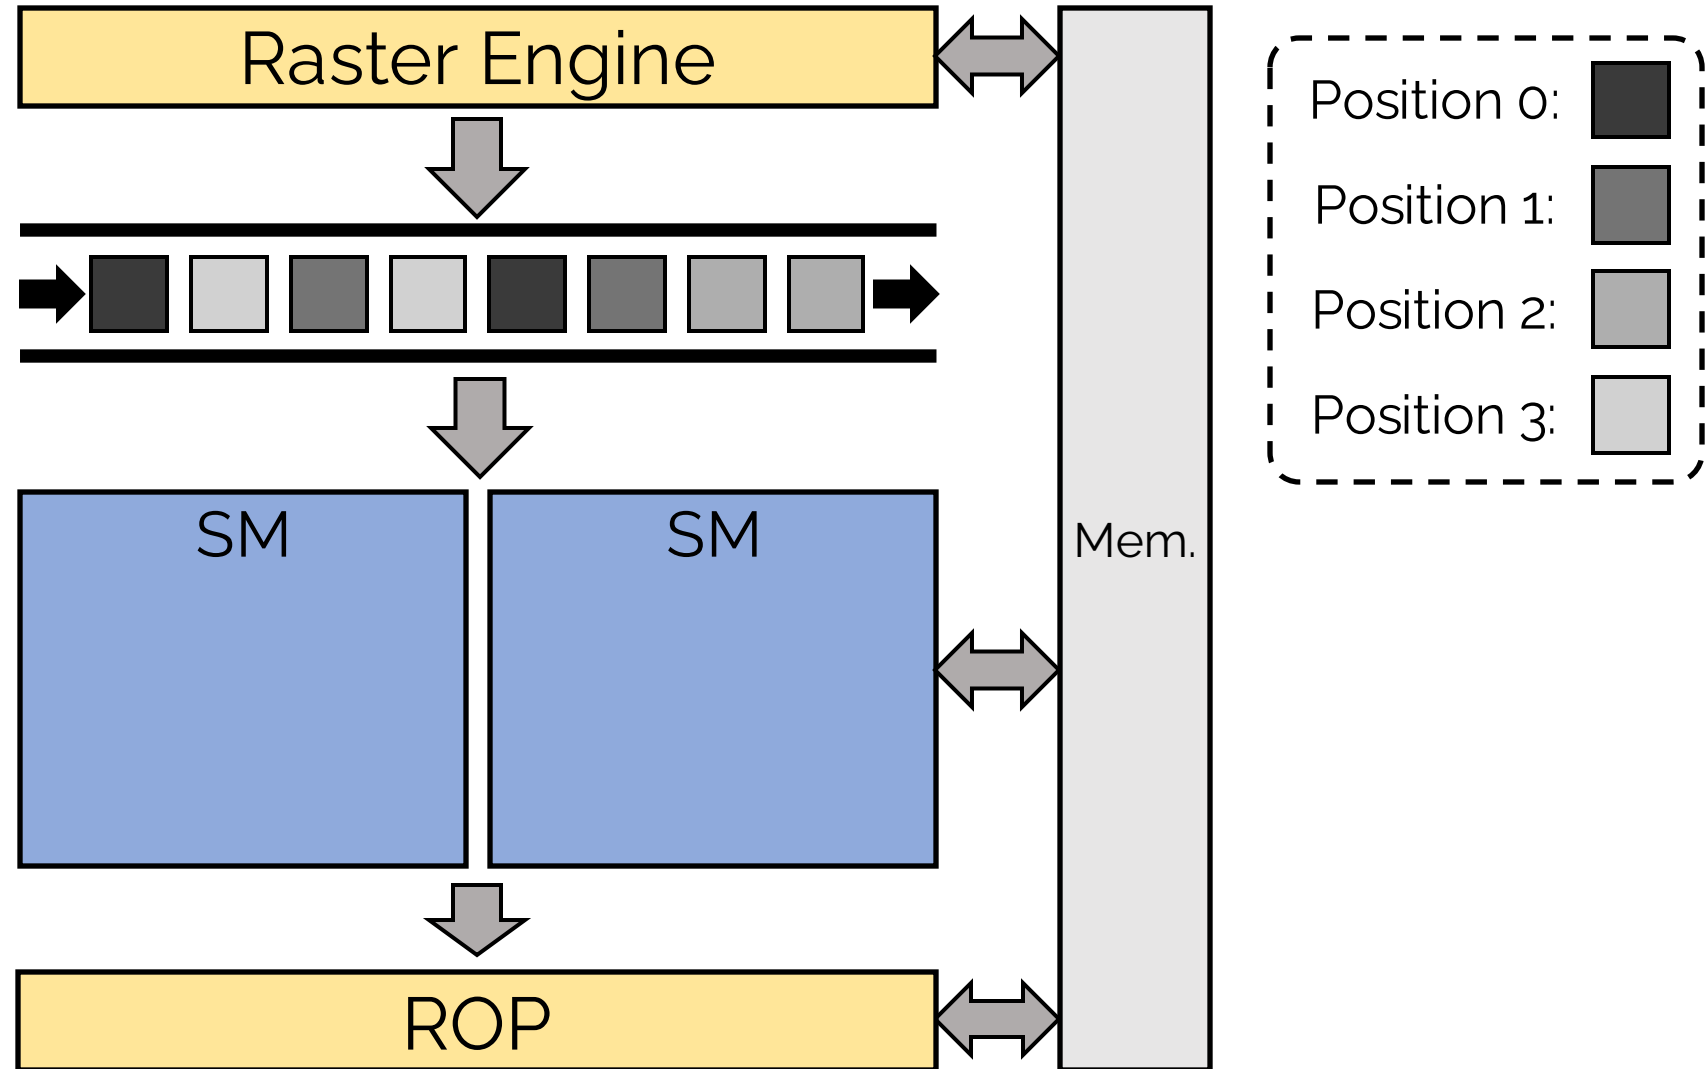 Raster Engine
Position 0:
Position 1:
Position 2:
Position 3:
SM
SM
Mem.
ROP